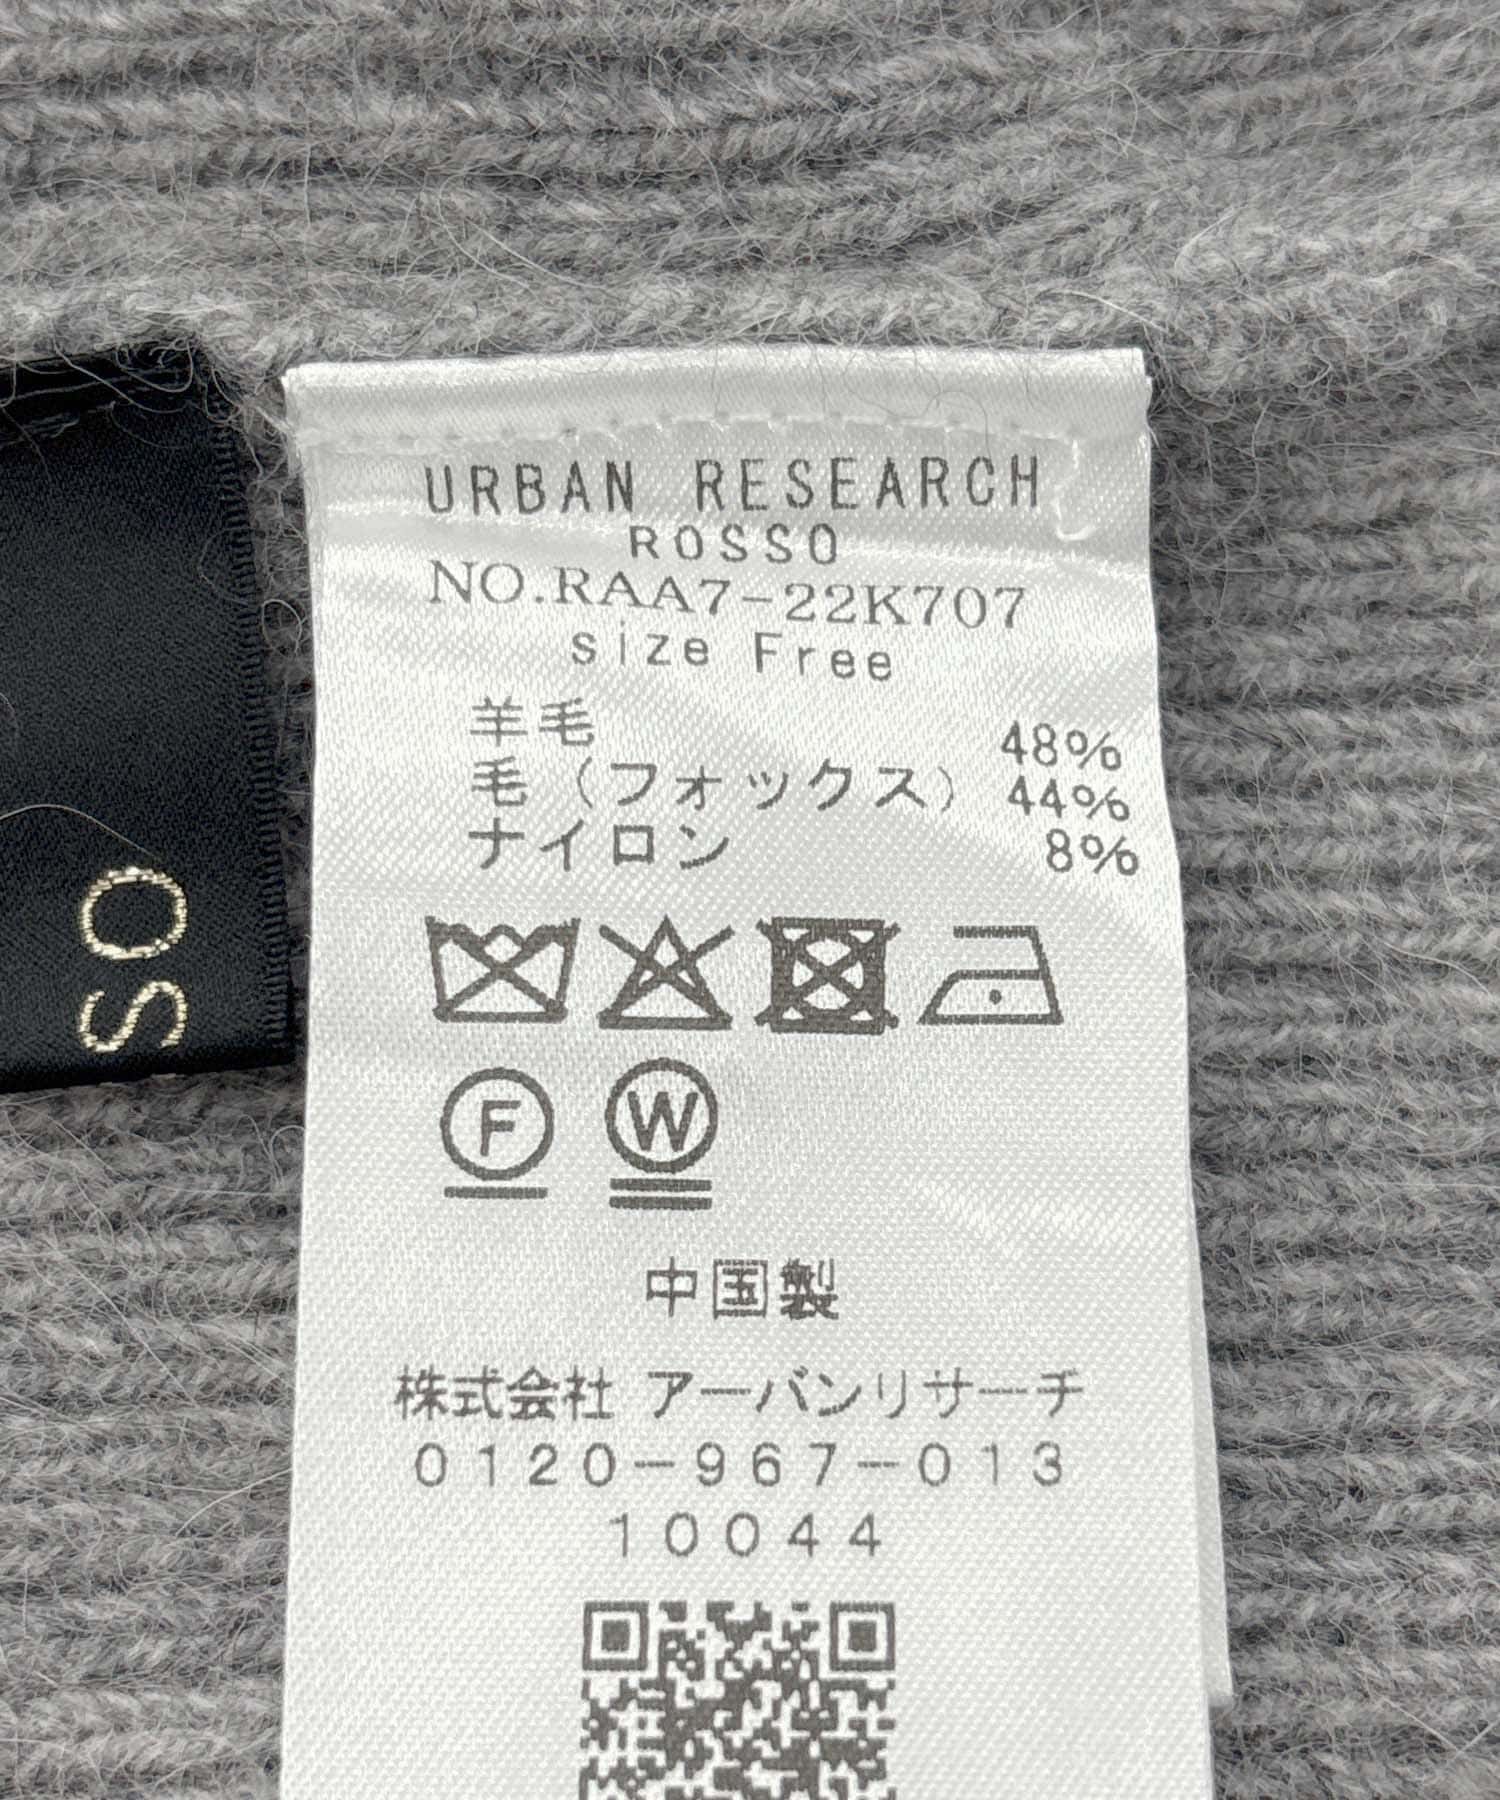 URBAN RESEARCH
ROSSO
NO.RAA7-22K707
size Free
羊毛 48%
毛（フォックス） 44%
ナイロン 8%
F W
中国製
株式会社 アーバンリサーチ
0120-967-013
10044
SO